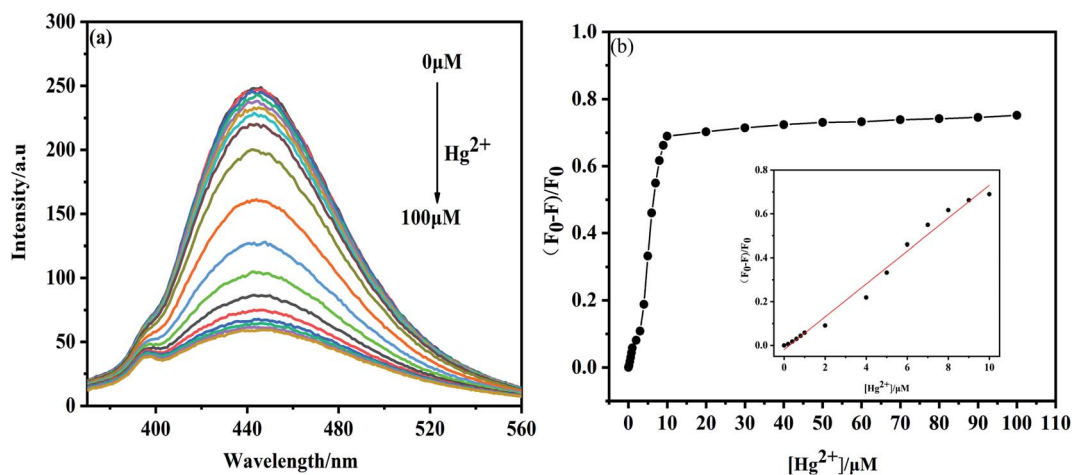 (a)
300
250
200
150
100
50
0
Intensity/a.u
0μM
Hg2+
100μM
400
440
480
520
560
Wavelength/nm
(b)
1.0
0.8
0.6
0.4
0.2
0.0
(F0-F)/F0
0 10 20 30 40 50 60 70 80 90 100 110
[Hg2+]/μM
0.8
0.6
0.4
0.2
0.0
(F0-F)/F0
0 2 4 6 8 10
[Hg2+]/μM